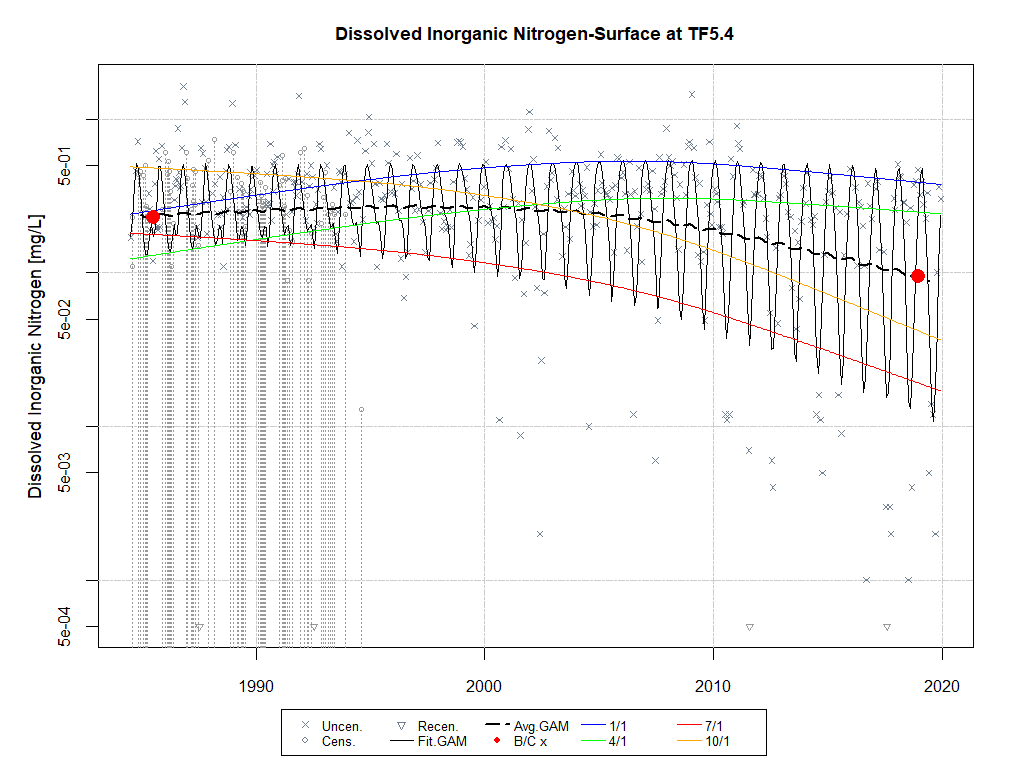 Dissolved Inorganic Nitrogen-Surface at TF5.4
Dissolved Inorganic Nitrogen [mg/L]
5e-01
5e-02
5e-03
5e-04
1990 2000 2010 2020
Uncen. Recen. Avg.GAM 1/1 7/1
Cens. Fit.GAM B/C x 4/1 10/1